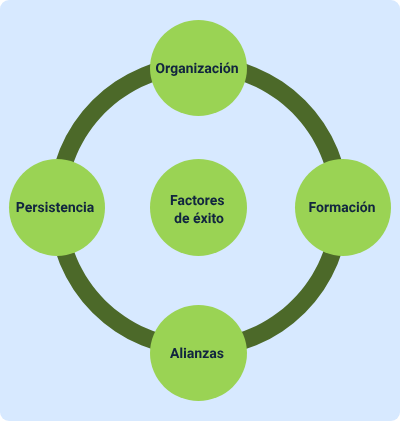 Organización
Persistencia
Factores
de éxito
Formación
Alianzas